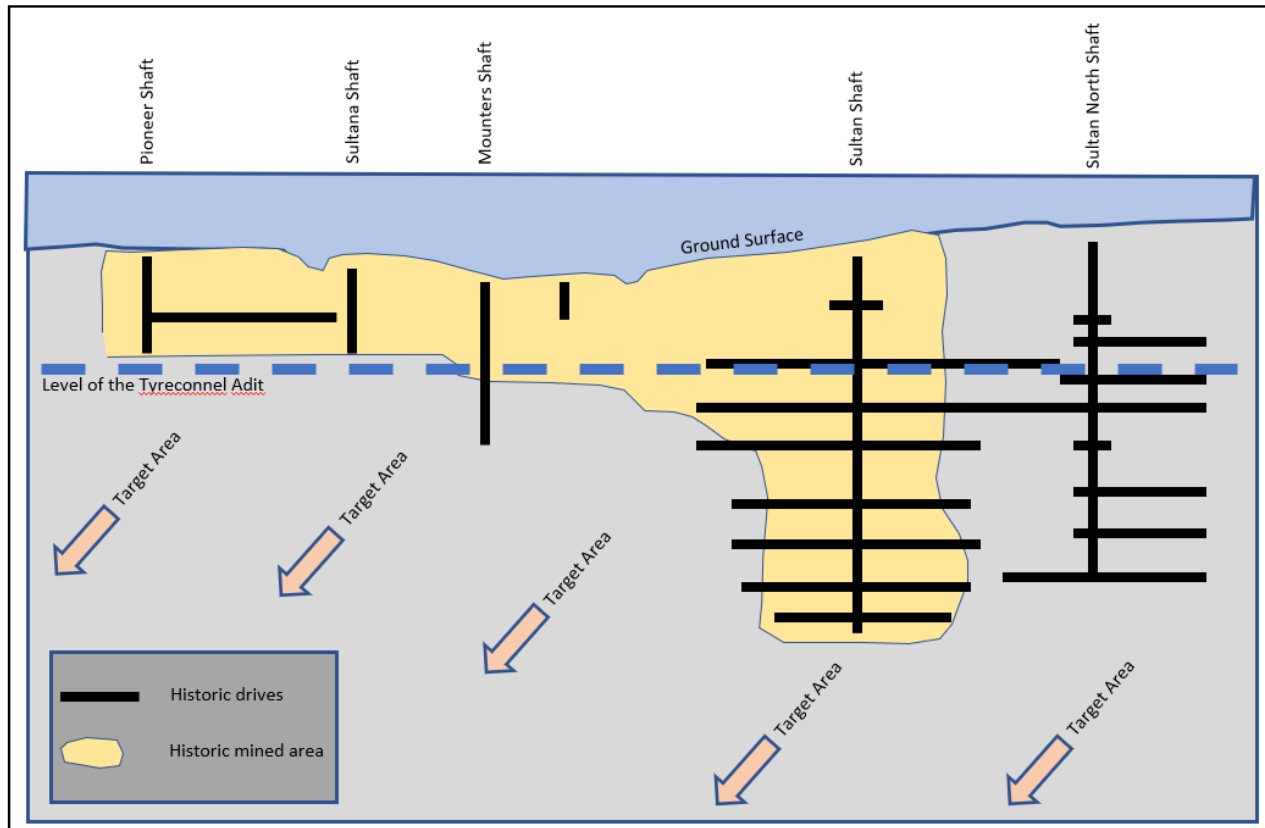 Pioneer Shaft
Sultana Shaft
Mounters Shaft
Sultan Shaft
Sultan North Shaft
Ground Surface
Level of the Tyreconnel Adit
Target Area
Target Area
Target Area
Target Area
Target Area
Historic drives
Historic mined area